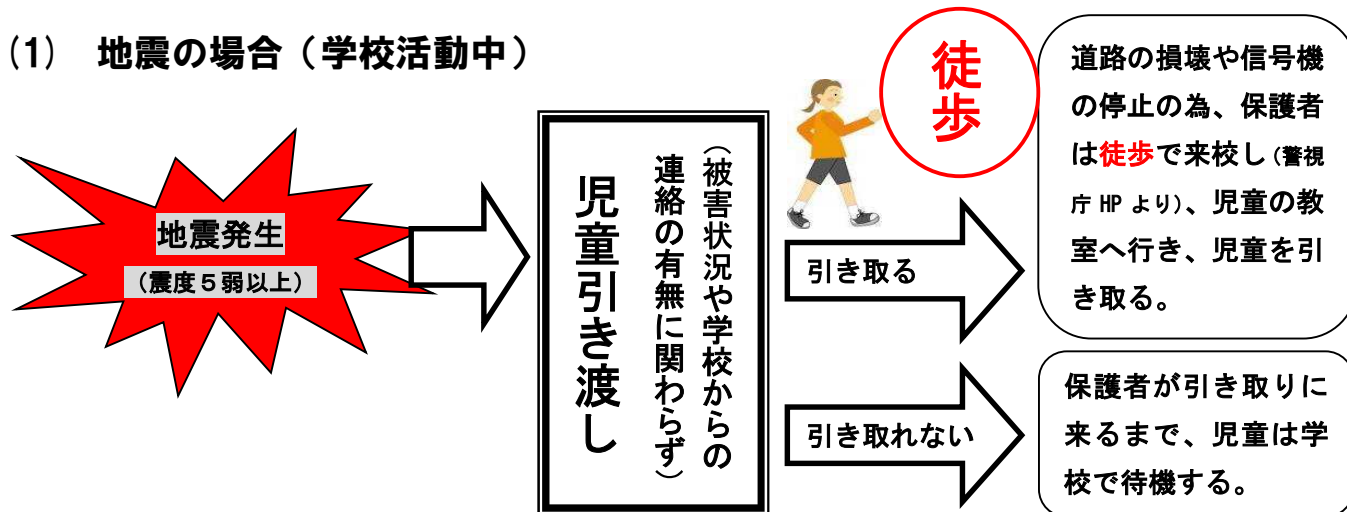 (1)　地震の場合（学校活動中）
地震発生
（震度５弱以上）
児童引き渡し
（被害状況や学校からの
連絡の有無に関わらず）
徒歩
引き取る
道路の損壊や信号機
の停止の為、保護者
は徒歩で来校し（警視
庁 HP より）、児童の教
室へ行き、児童を引
き取る。
引き取れない
保護者が引き取りに
来るまで、児童は学
校で待機する。